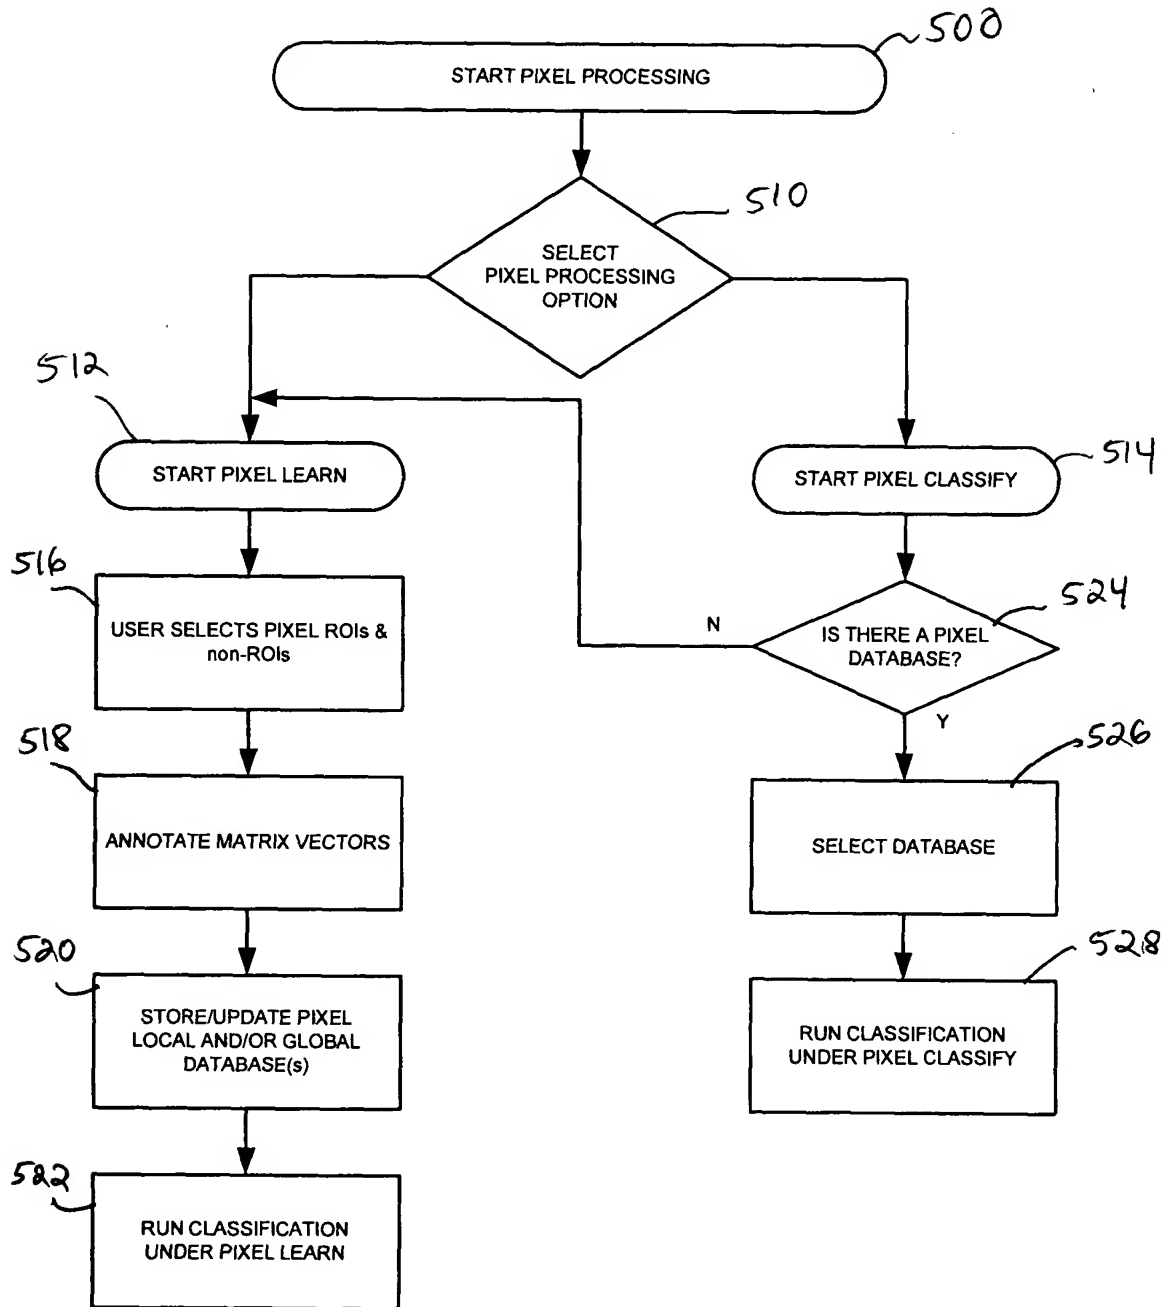 500
START PIXEL PROCESSING
510
SELECT
PIXEL PROCESSING
OPTION
512
START PIXEL LEARN
514
START PIXEL CLASSIFY
516
USER SELECTS PIXEL ROIs &
non-ROIs
524
N
IS THERE A PIXEL
DATABASE?
Y
518
ANNOTATE MATRIX VECTORS
526
SELECT DATABASE
520
STORE/UPDATE PIXEL
LOCAL AND/OR GLOBAL
DATABASE(s)
528
RUN CLASSIFICATION
UNDER PIXEL CLASSIFY
522
RUN CLASSIFICATION
UNDER PIXEL LEARN